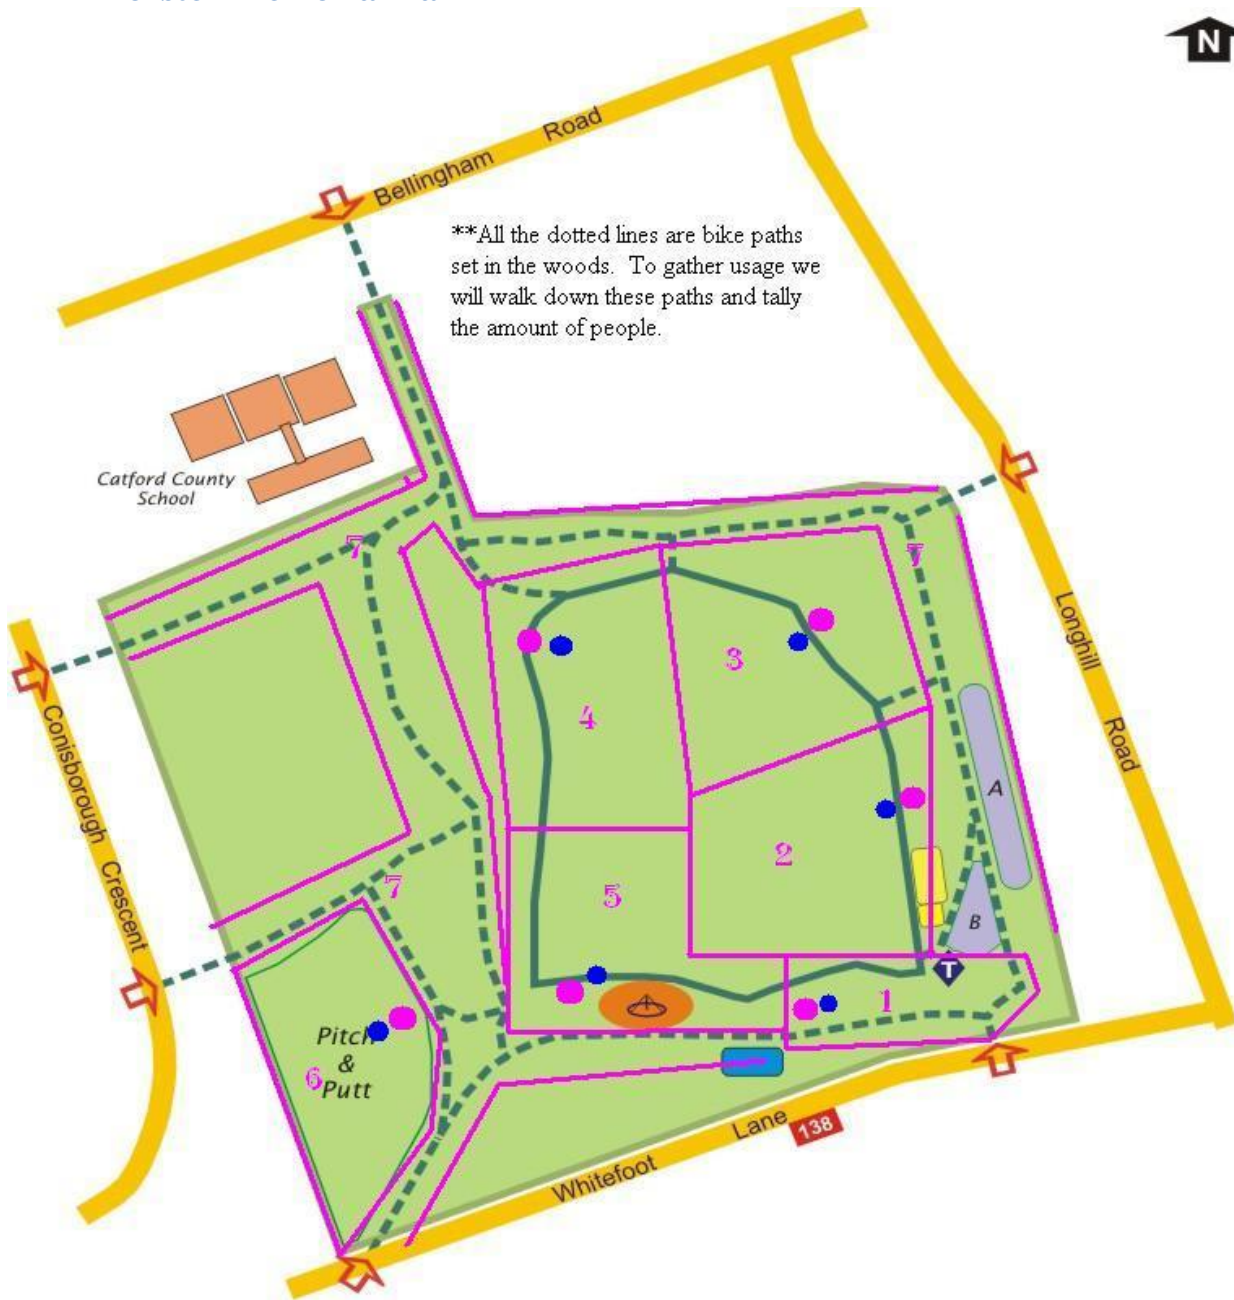 N
Bellingham Road
**All the dotted lines are bike paths
set in the woods. To gather usage we
will walk down these paths and tally
the amount of people.
Catford County
School
7
7
Longhill Road
3
4
Conisborough Crescent
A
2
7
5
B
T
1
Pitch
&
Putt
6
Whitefoot Lane
138